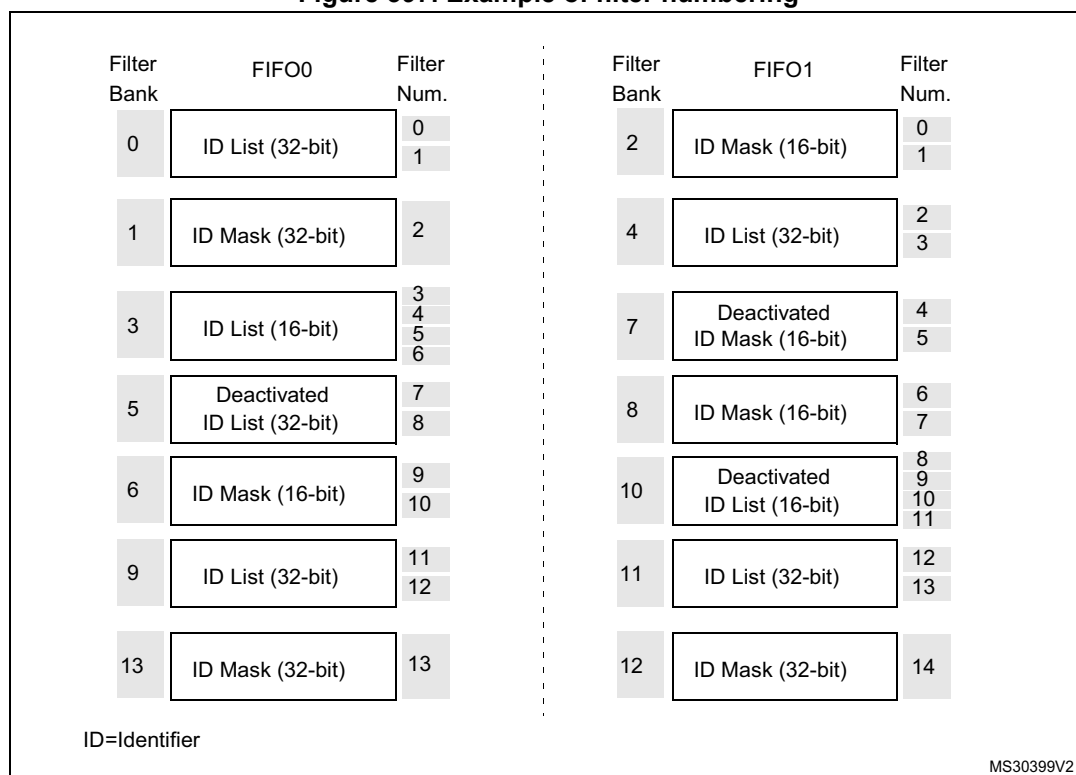 Filter Bank
FIFO0
Filter Num.
0
ID List (32-bit)
0
1
1
ID Mask (32-bit)
2
3
ID List (16-bit)
3
4
5
6
5
Deactivated
ID List (32-bit)
7
8
6
ID Mask (16-bit)
9
10
9
ID List (32-bit)
11
12
13
ID Mask (32-bit)
13
Filter Bank
FIFO1
Filter Num.
2
ID Mask (16-bit)
0
1
4
ID List (32-bit)
2
3
7
Deactivated
ID Mask (16-bit)
4
5
8
ID Mask (16-bit)
6
7
10
Deactivated
ID List (16-bit)
8
9
10
11
11
ID List (32-bit)
12
13
12
ID Mask (32-bit)
14
ID=Identifier
MS30399V2